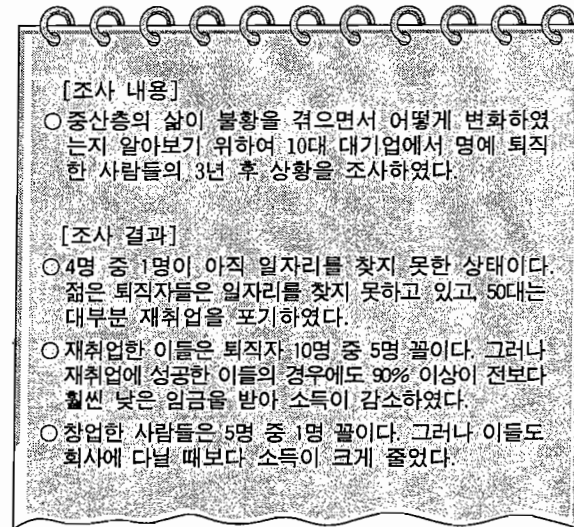 [조사 내용]
○ 중산층의 삶이 불황을 겪으면서 어떻게 변화하였
는지 알아보기 위하여 10대 대기업에서 명예 퇴직
한 사람들의 3년 후 상황을 조사하였다.
[조사 결과]
○ 4명 중 1명이 아직 일자리를 찾지 못한 상태이다.
젊은 퇴직자들은 일자리를 찾지 못하고 있고, 50대는
대부분 재취업을 포기하였다.
○ 재취업한 이들은 퇴직자 10명 중 5명 꼴이다. 그러나
재취업에 성공한 이들의 경우에도 90% 이상이 전보다
훨씬 낮은 임금을 받아 소득이 감소하였다.
○ 창업한 사람들은 5명 중 1명 꼴이다. 그러나 이들도
회사에 다닐 때보다 소득이 크게 줄었다.